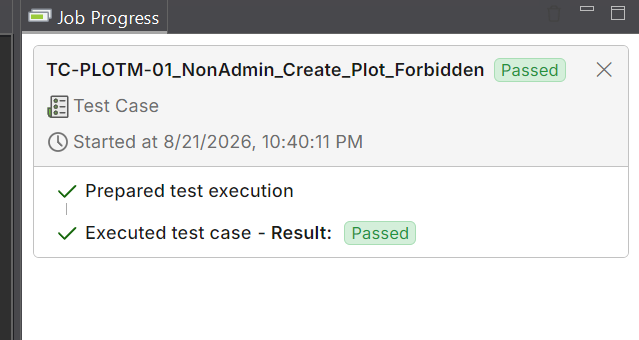 Job Progress
TC-PLOTM-01_NonAdmin_Create_Plot_Forbidden Passed
Test Case
Started at 8/21/2026, 10:40:11 PM
Prepared test execution
Executed test case - Result: Passed